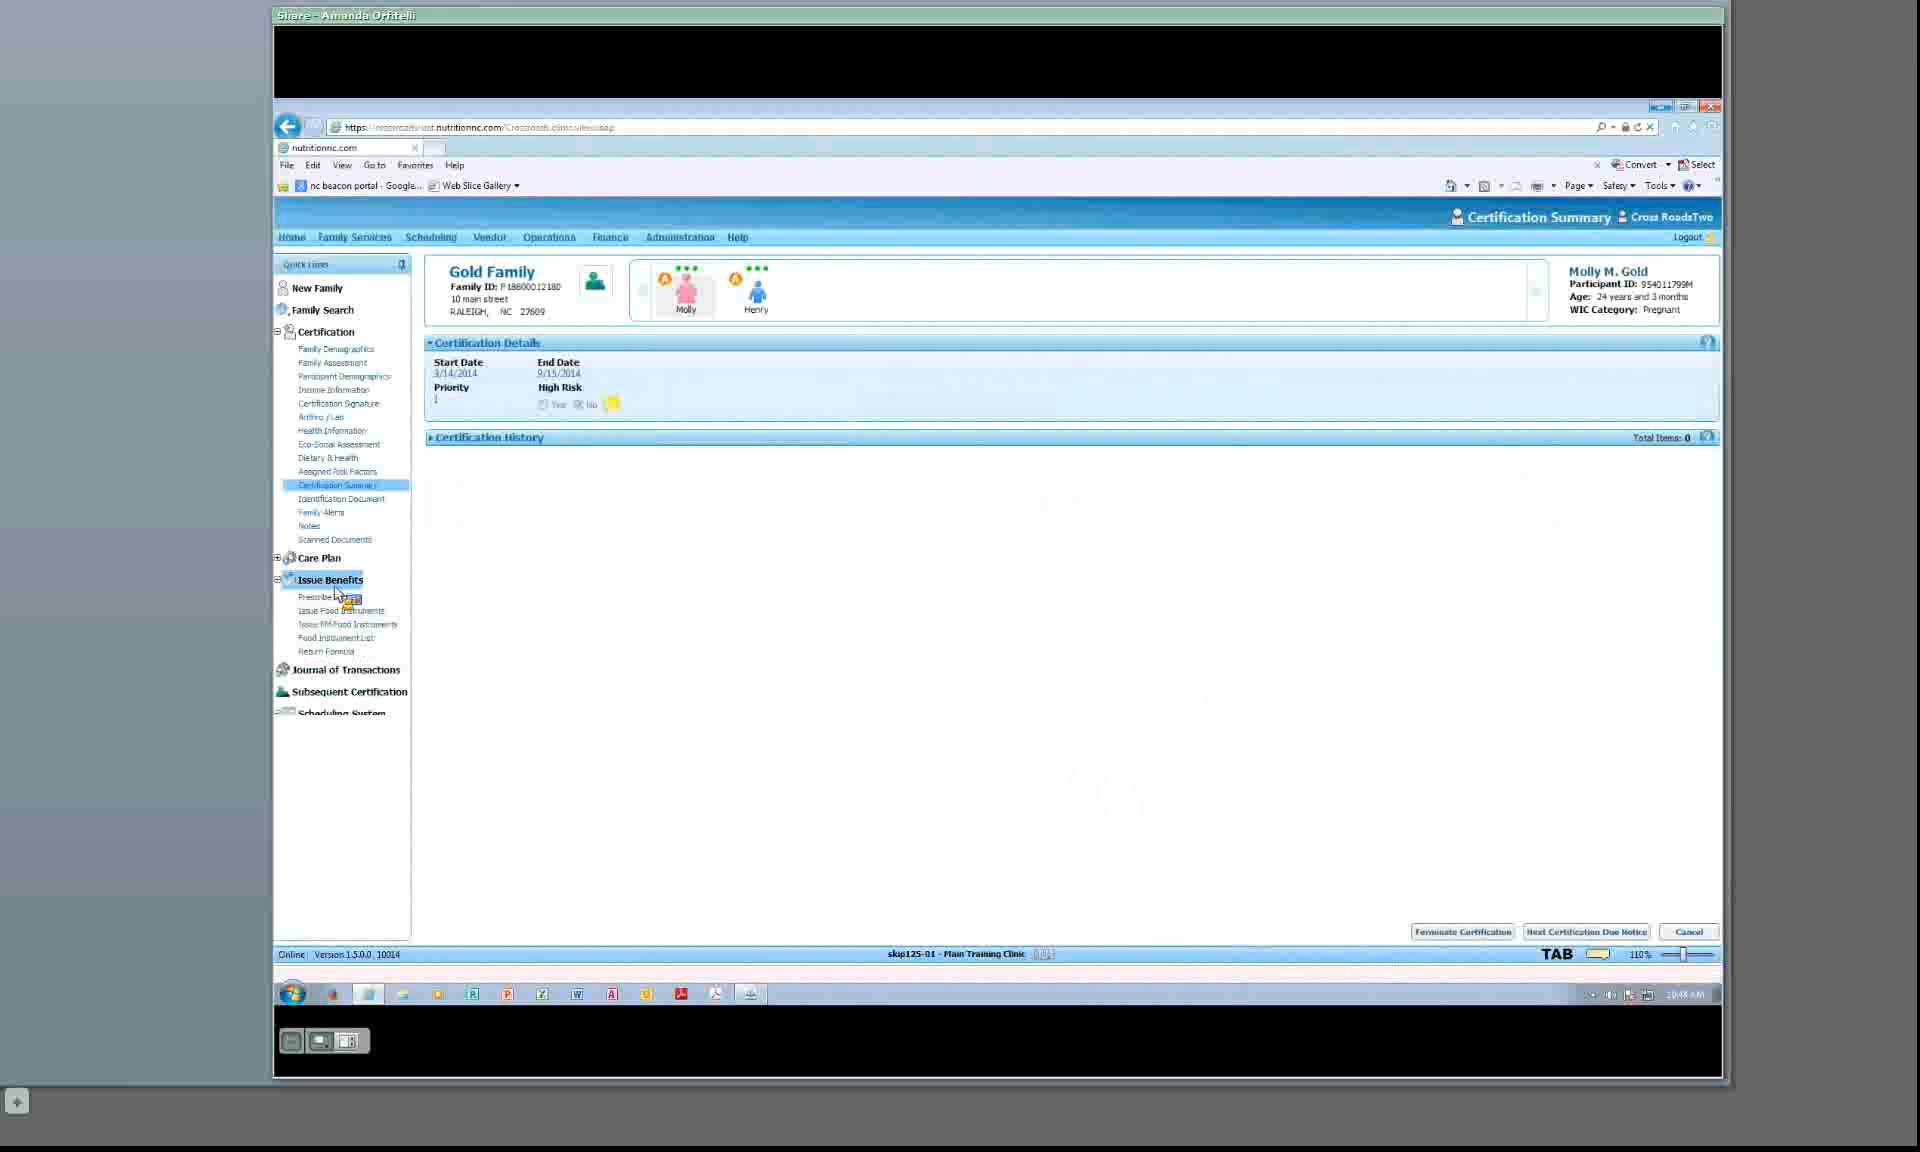 Share - Amanda Orfitelli
nutritionnc.com
File Edit View Go to Favorites Help
Convert Select
nc beacon portal - Google... Web Slice Gallery
Page Safety Tools
Certification Summary Cross RoadsTwo
Home Family Services Scheduling Vendor Operations Finance Administration Help
Logout
Quick Links
New Family
Family Search
Certification
Family Demographics
Family Assessment
Participant Demographics
Income Information
Certification Signature
Anthro / Lab
Health Information
Eco-Social Assessment
Dietary & Health
Assigned Risk Factors
Certification Summary
Identification Document
Family Alerts
Notes
Scanned Documents
Care Plan
Issue Benefits
Prescribe
Issue Food Instruments
Issue FM Food Instruments
Food Instrument List
Return Formula
Journal of Transactions
Subsequent Certification
Scheduling System
Gold Family
Family ID: F18600012180
10 main street
RALEIGH, NC 27609
A A
Molly Henry
Molly M. Gold
Participant ID: 954011799M
Age: 24 years and 3 months
WIC Category: Pregnant
Certification Details
Start Date End Date
3/14/2014 9/15/2014
Priority High Risk
Yes No
Certification History
Total Items: 0
Terminate Certification Next Certification Due Notice Cancel
Online Version 1.5.0.0, 10014
skip125-01 - Main Training Clinic
TAB 110%